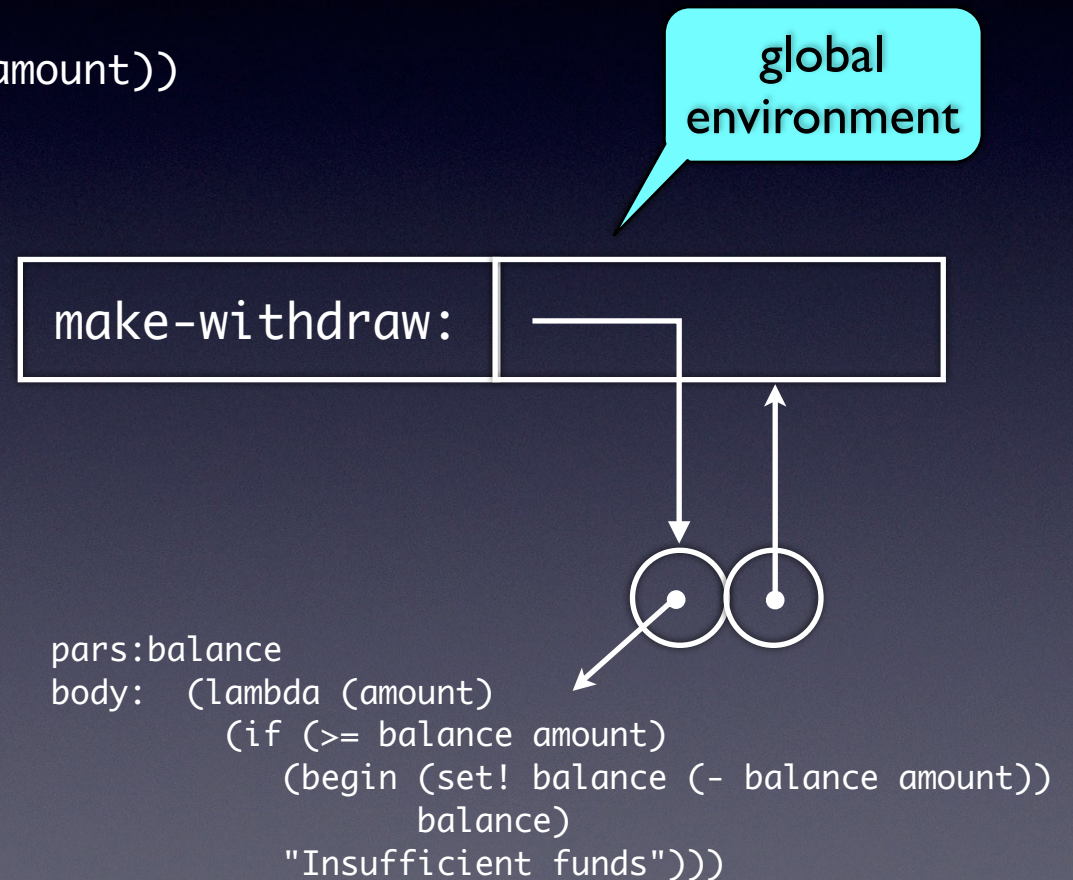 amount))
global
environment
make-withdraw:
pars:balance
body:  (lambda (amount)
(if (>= balance amount)
(begin (set! balance (- balance amount))
balance)
"Insufficient funds")))